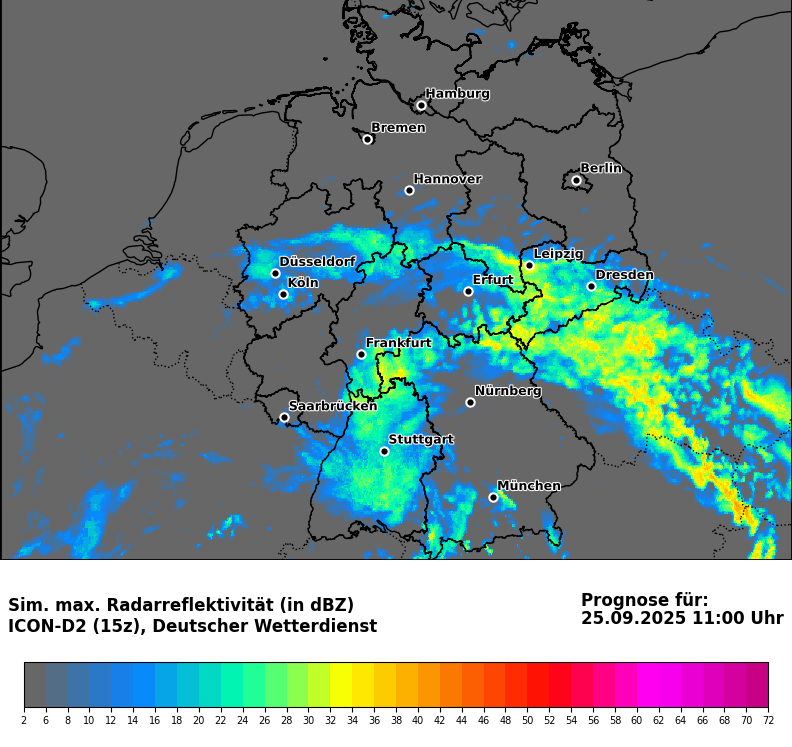 Hamburg
Bremen
Berlin
Hannover
Leipzig
Düsseldorf
Dresden
Erfurt
Köln
Frankfurt
Nürnberg
Saarbrücken
Stuttgart
München
Sim. max. Radarreflektivität (in dBZ)
ICON-D2 (15z), Deutscher Wetterdienst
Prognose für:
25.09.2025 11:00 Uhr
2 6 8 10 12 14 16 18 20 22 24 26 28 30 32 34 36 38 40 42 44 46 48 50 52 54 56 58 60 62 64 66 68 70 72